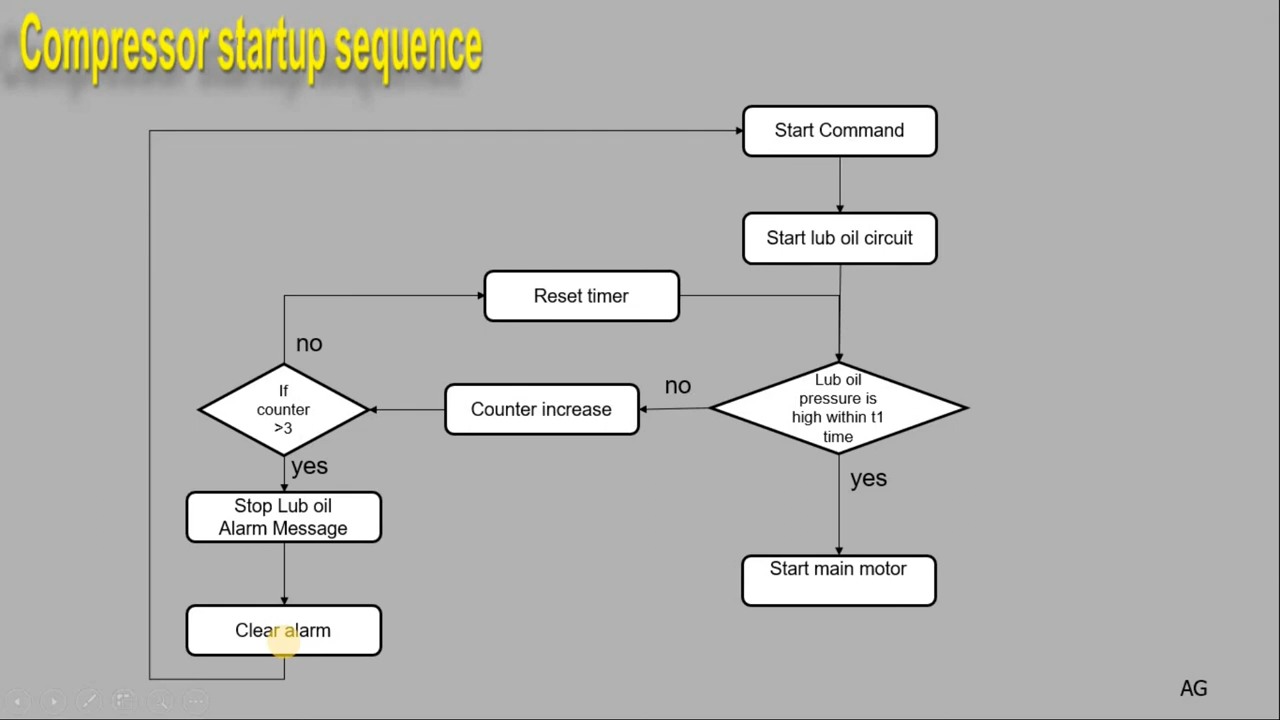 Compressor startup sequence
Start Command
Start lub oil circuit
Reset timer
no
If
counter
>3
Counter increase
no
Lub oil
pressure is
high within t1
time
yes
Stop Lub oil
Alarm Message
yes
Start main motor
Clear alarm
AG